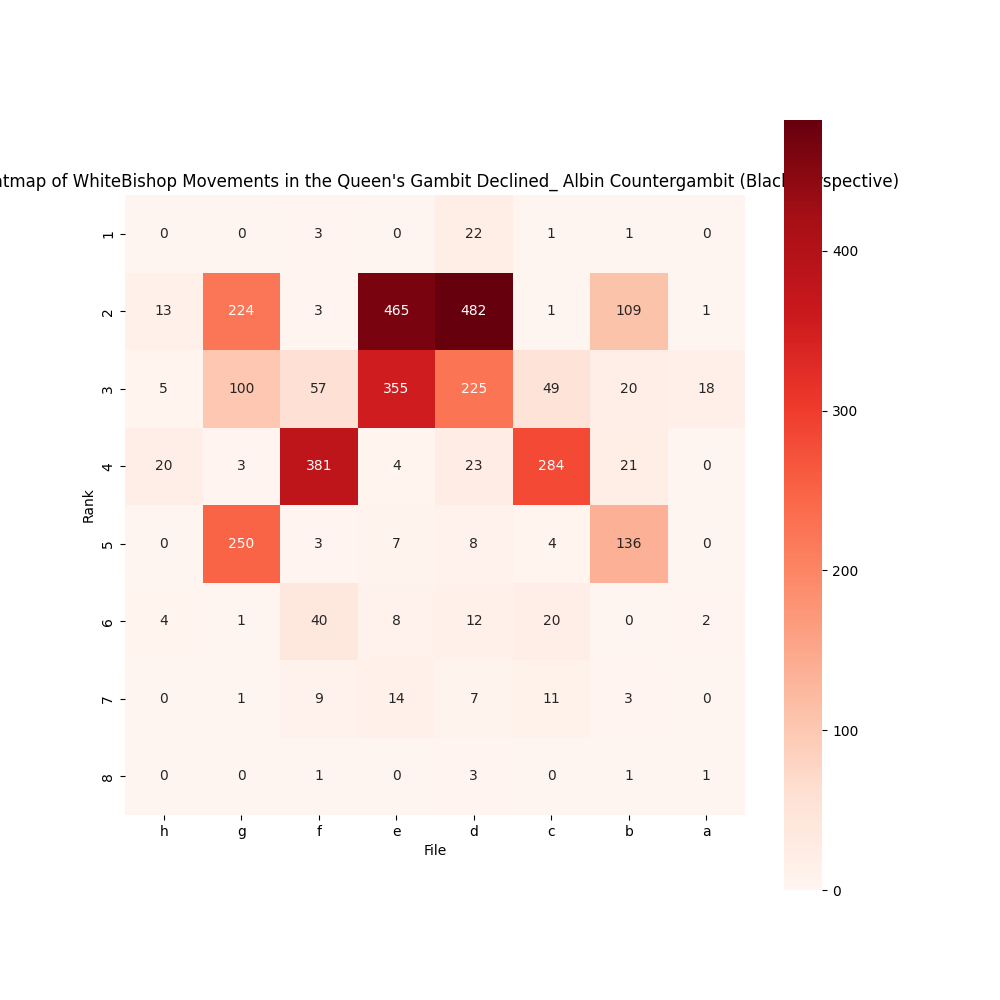 tmap of WhiteBishop Movements in the Queen's Gambit Declined_ Albin Countergambit (Blac spective)
1 0 0 3 0 22 1 1 0
400
2 13 224 3 465 482 1 109 1
3 5 100 57 355 225 49 20 18
300
4 20 3 381 4 23 284 21 0
Rank
5 0 250 3 7 8 4 136 0
200
6 4 1 40 8 12 20 0 2
7 0 1 9 14 7 11 3 0
100
8 0 0 1 0 3 0 1 1
h g f e d c b a
File
0